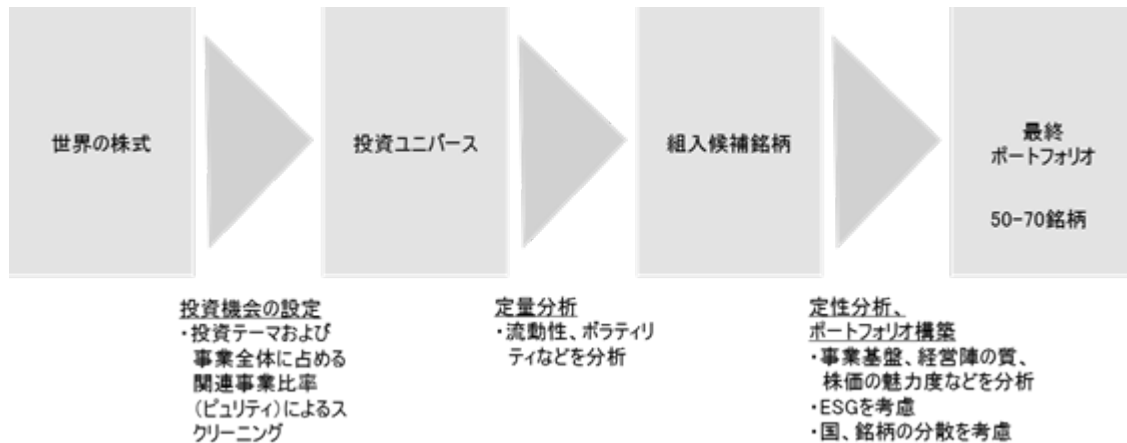 世界の株式
投資ユニバース
組入候補銘柄
最終
ポートフォリオ
50-70銘柄
投資機会の設定
・投資テーマおよび
事業全体に占める
関連事業比率
(ピュリティ)によるス
クリーニング
定量分析
・流動性、ボラティリ
ティなどを分析
定性分析、
ポートフォリオ構築
・事業基盤、経営陣の質、
株価の魅力度などを分析
・ESGを考慮
・国、銘柄の分散を考慮